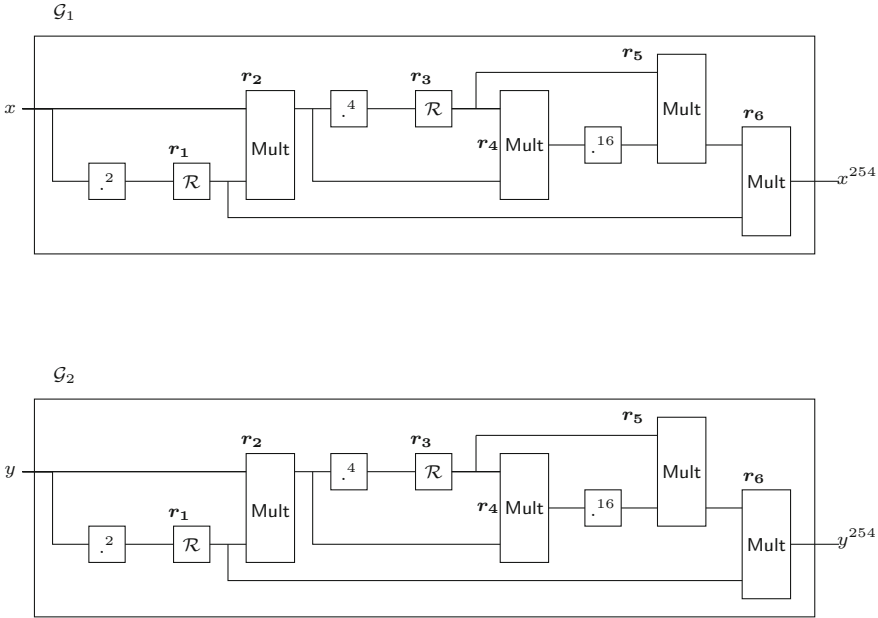 𝒢₁
r₅
r₂ r₃
Mult
.⁴ ℛ r₆
x
r₄
Mult Mult .¹⁶
r₁
.² ℛ Mult x²⁵⁴
𝒢₂
r₅
r₂ r₃
Mult
.⁴ ℛ r₆
y
r₄
Mult Mult .¹⁶
r₁
.² ℛ Mult y²⁵⁴